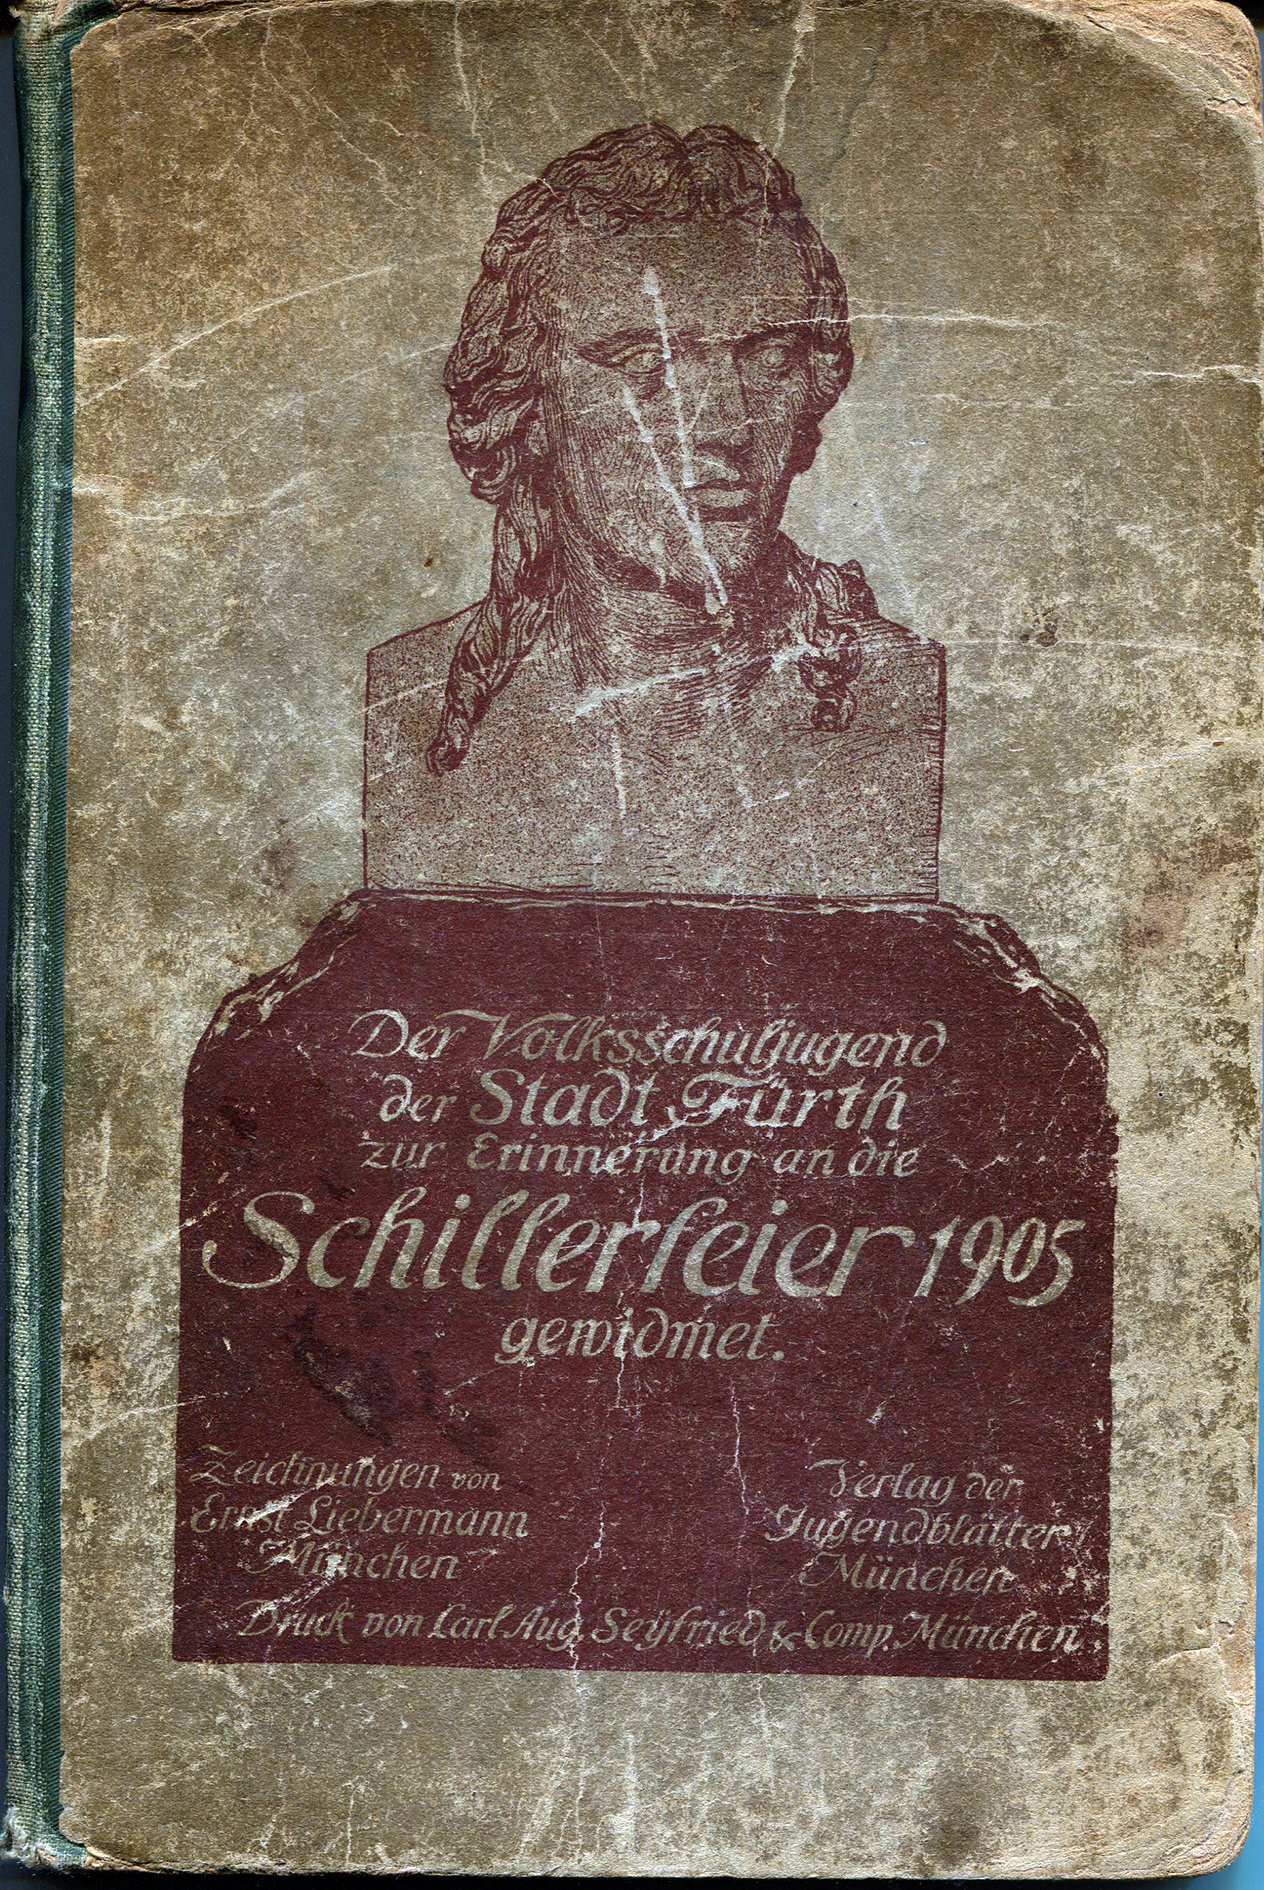 Der Volksschuljugend
der Stadt Fürth
zur Erinnerung an die
Schillerfeier 1905
gewidmet.
Zeichnungen von
Ernst Liebermann
München
Verlag der
Jugendblätter
München
Druck von Carl Aug. Seyfried & Comp. München